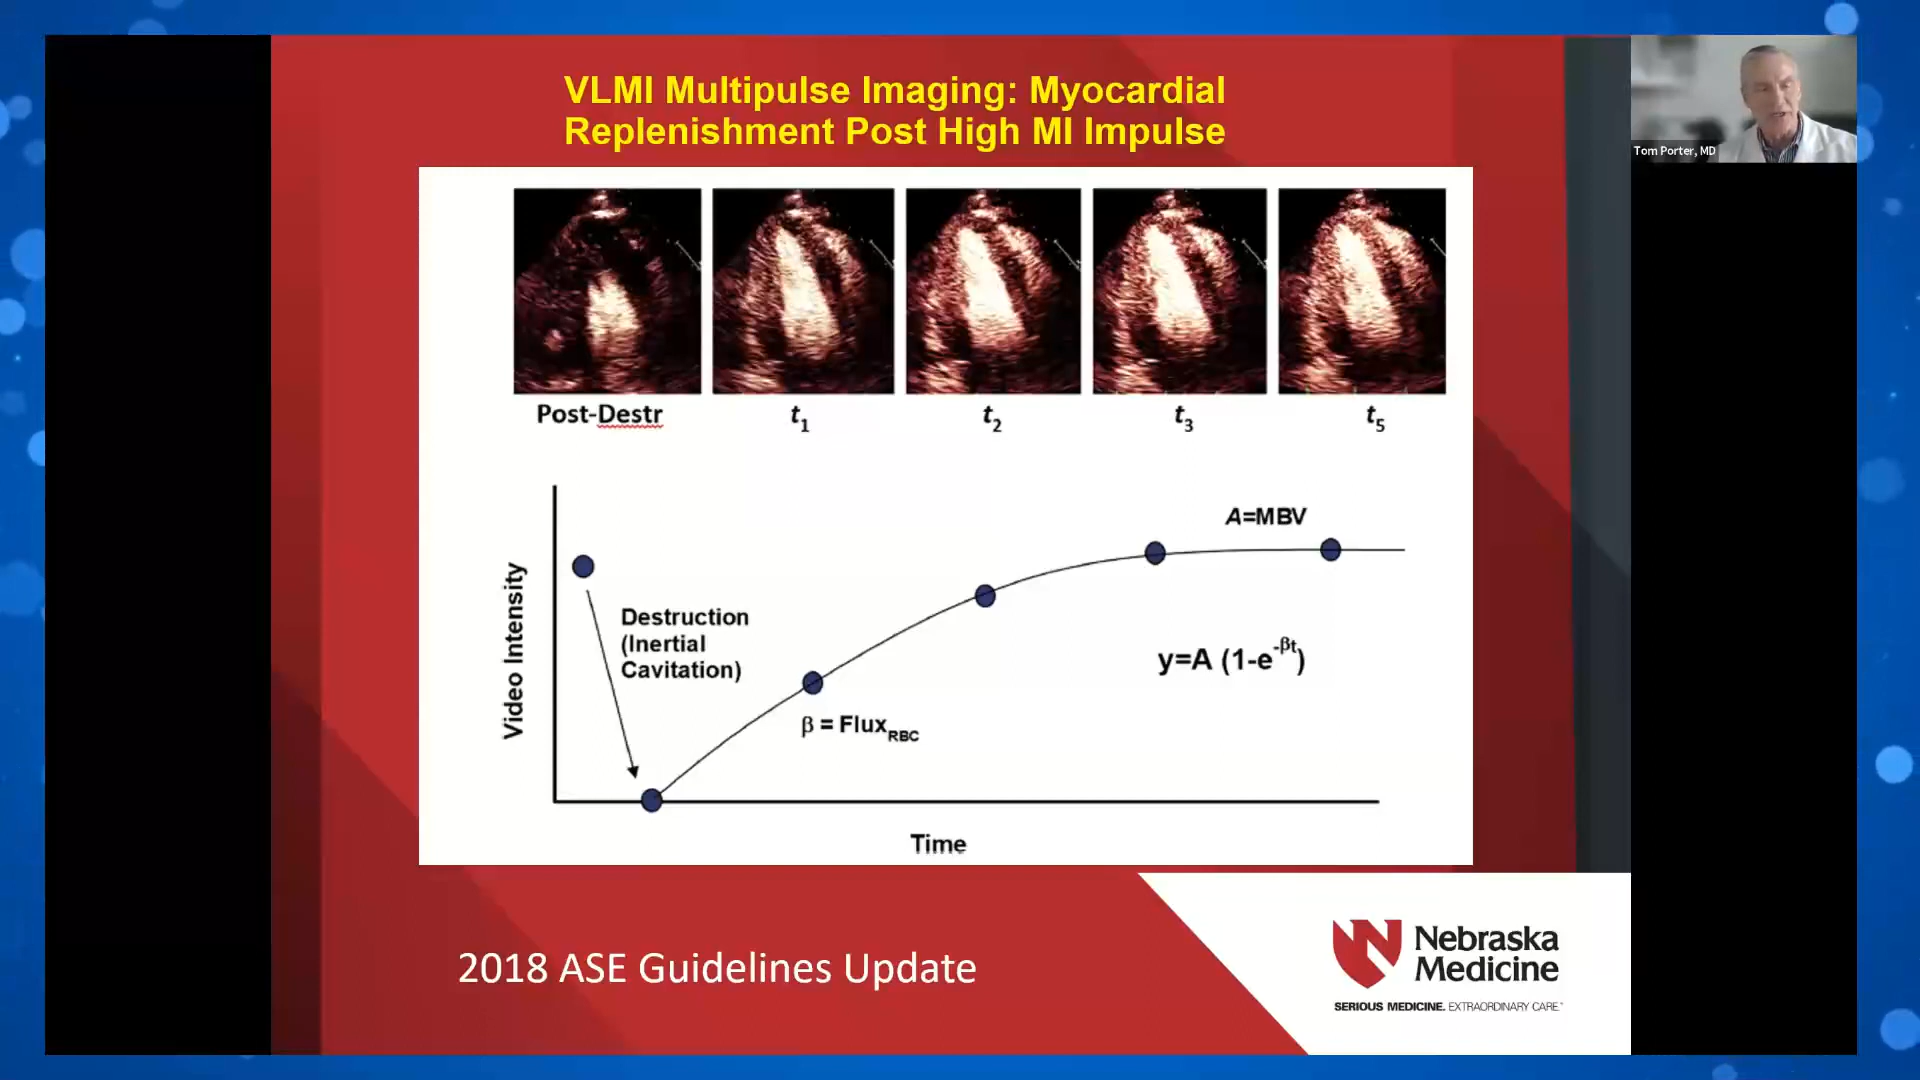 VLMI Multipulse Imaging: Myocardial
Replenishment Post High MI Impulse
Tom Porter, MD
Post-Destr
t1
t2
t3
t5
A=MBV
Video Intensity
Destruction
(Inertial
Cavitation)
y=A (1-e^-βt)
β = FluxRBC
Time
2018 ASE Guidelines Update
Nebraska
Medicine
SERIOUS MEDICINE. EXTRAORDINARY CARE.